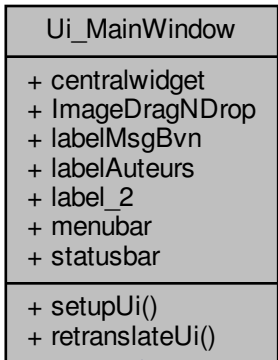 Ui_MainWindow
+ centralwidget
+ ImageDragNDrop
+ labelMsgBvn
+ labelAuteurs
+ label_2
+ menubar
+ statusbar
+ setupUi()
+ retranslateUi()